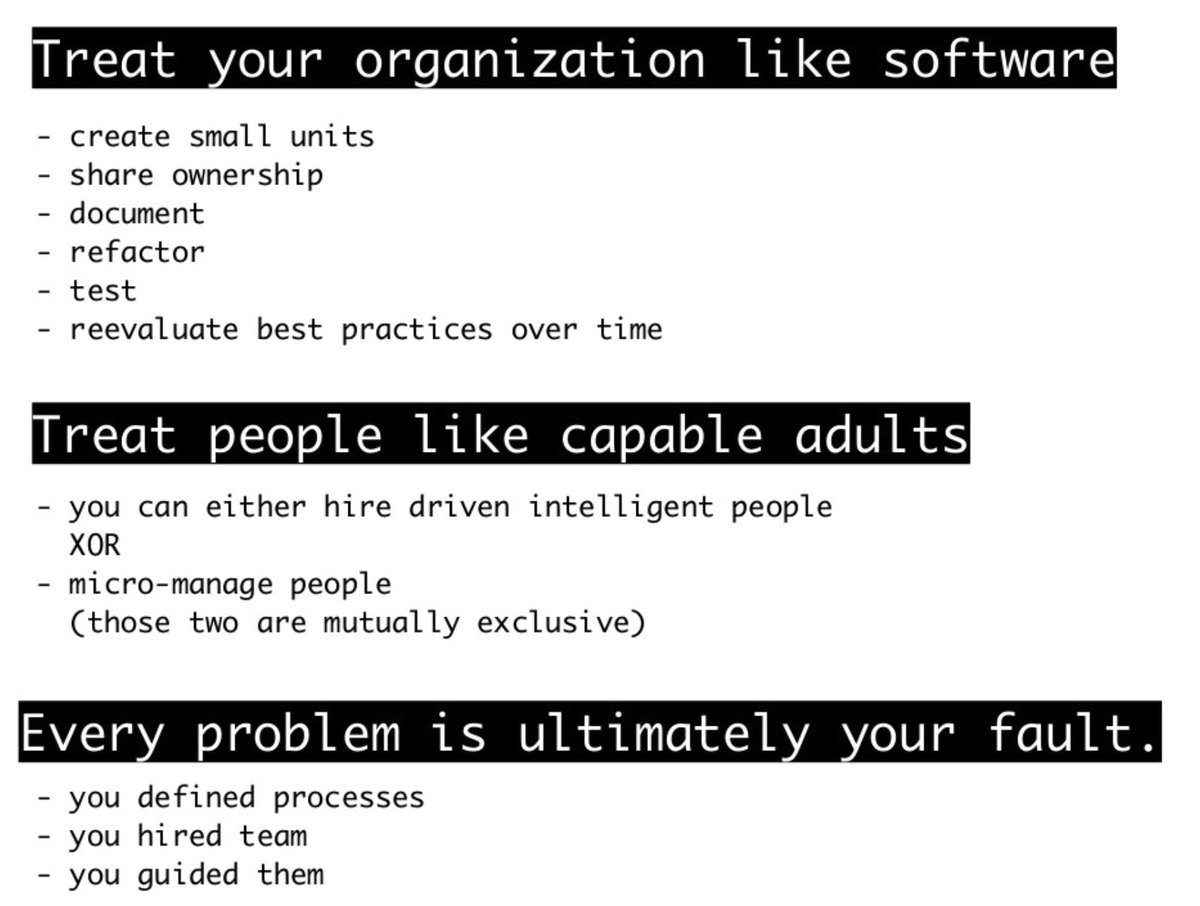 Treat your organization like software
- create small units
- share ownership
- document
- refactor
- test
- reevaluate best practices over time
Treat people like capable adults
- you can either hire driven intelligent people
XOR
- micro-manage people
(those two are mutually exclusive)
Every problem is ultimately your fault.
- you defined processes
- you hired team
- you guided them